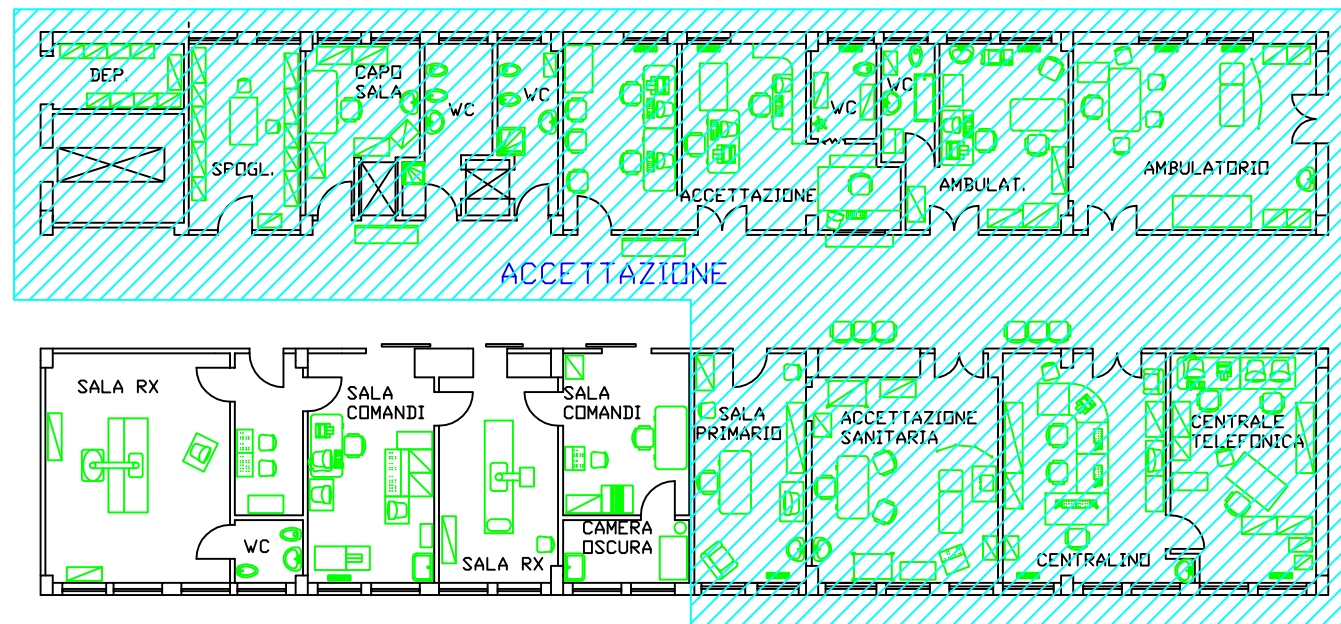 DEP.
SPOGL.
CAPO
SALA
WC
WC
ACCETTAZIONE
WC
WC
AMBULAT.
AMBULATORIO
ACCETTAZIONE
SALA RX
WC
SALA
COMANDI
SALA RX
SALA
COMANDI
CAMERA
OSCURA
SALA
PRIMARIO
ACCETTAZIONE
SANITARIA
CENTRALINO
CENTRALE
TELEFONICA